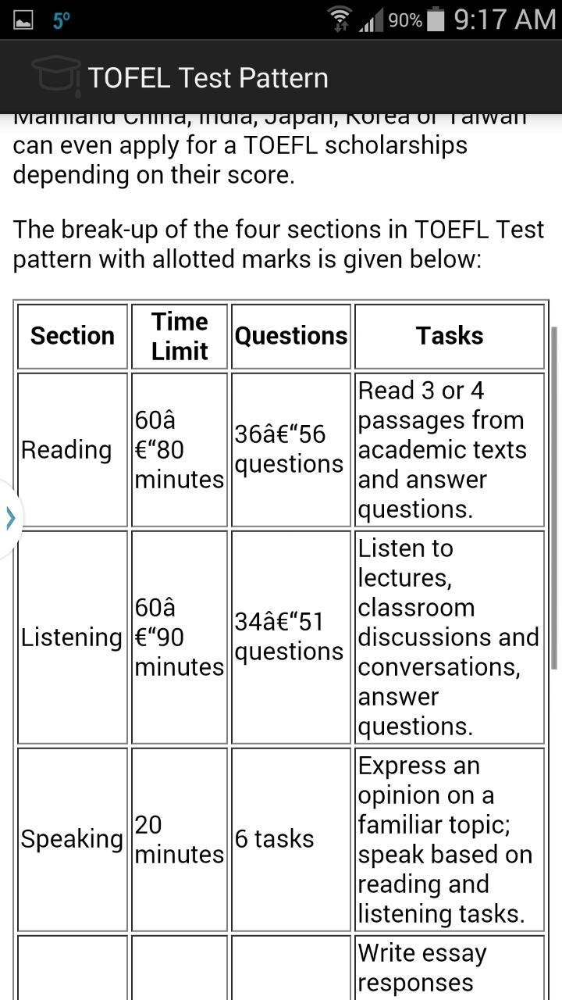 5°
90%
9:17 AM
TOFEL Test Pattern
Mainland China, India, Japan, Korea or Taiwan
can even apply for a TOEFL scholarships
depending on their score.
The break-up of the four sections in TOEFL Test
pattern with allotted marks is given below:
Section
Time
Limit
Questions
Tasks
Reading
60â
€“80
minutes
36â€“56
questions
Read 3 or 4
passages from
academic texts
and answer
questions.
Listening
60â
€“90
minutes
34â€“51
questions
Listen to
lectures,
classroom
discussions and
conversations,
answer
questions.
Speaking
20
minutes
6 tasks
Express an
opinion on a
familiar topic;
speak based on
reading and
listening tasks.
Write essay
responses